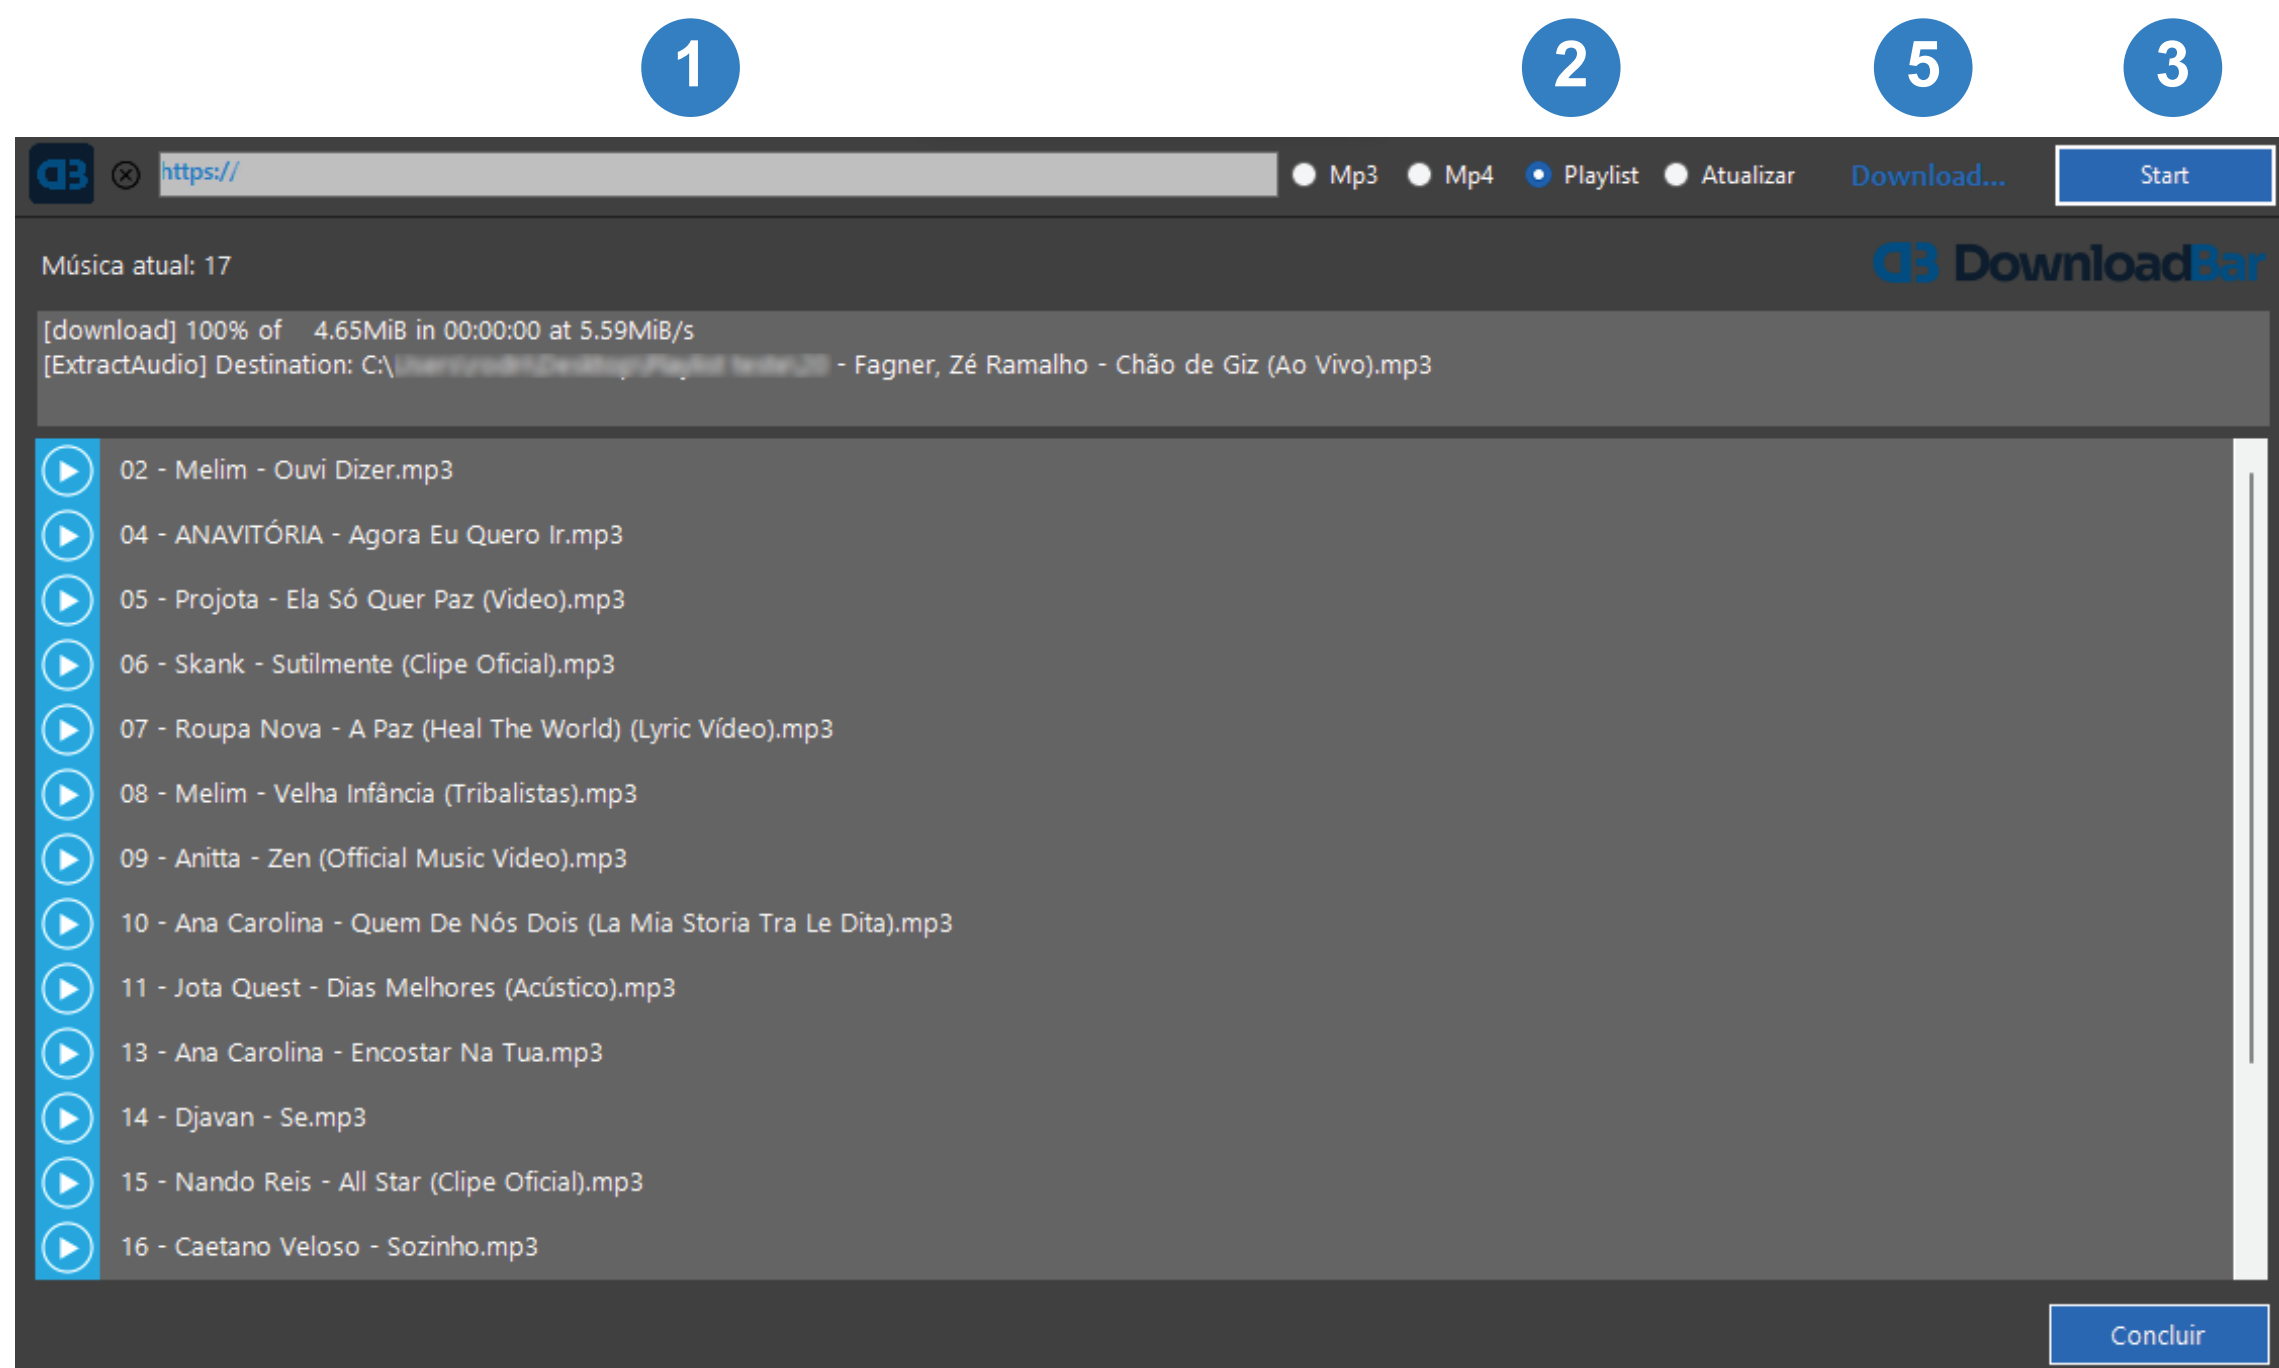 1 2 5 3
https:// Mp3 Mp4 Playlist Atualizar Download... Start
Música atual: 17
DownloadBar
[download] 100% of 4.65MiB in 00:00:00 at 5.59MiB/s
[ExtractAudio] Destination: C:\ - Fagner, Zé Ramalho - Chão de Giz (Ao Vivo).mp3
02 - Melim - Ouvi Dizer.mp3
04 - ANAVITÓRIA - Agora Eu Quero Ir.mp3
05 - Projota - Ela Só Quer Paz (Video).mp3
06 - Skank - Sutilmente (Clipe Oficial).mp3
07 - Roupa Nova - A Paz (Heal The World) (Lyric Vídeo).mp3
08 - Melim - Velha Infância (Tribalistas).mp3
09 - Anitta - Zen (Official Music Video).mp3
10 - Ana Carolina - Quem De Nós Dois (La Mia Storia Tra Le Dita).mp3
11 - Jota Quest - Dias Melhores (Acústico).mp3
13 - Ana Carolina - Encostar Na Tua.mp3
14 - Djavan - Se.mp3
15 - Nando Reis - All Star (Clipe Oficial).mp3
16 - Caetano Veloso - Sozinho.mp3
Concluir